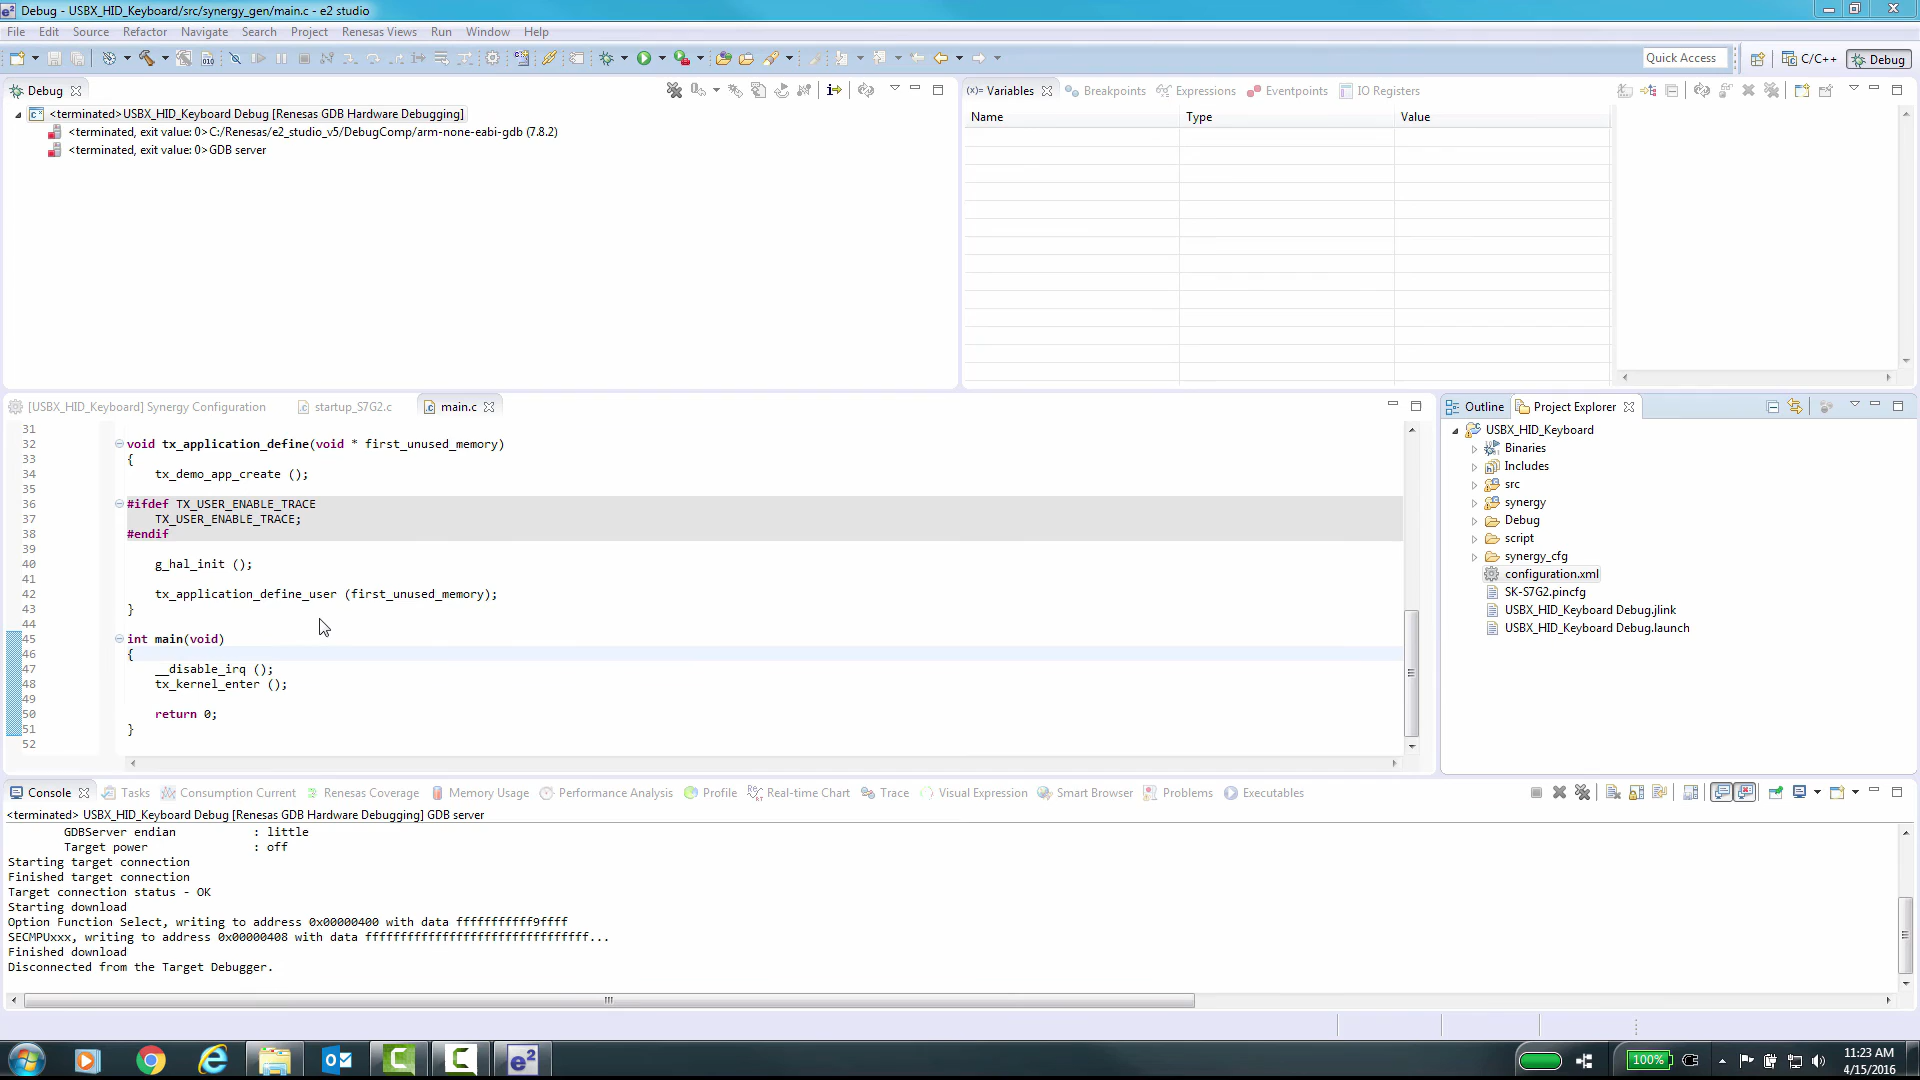 Debug - USBX_HID_Keyboard/src/synergy_gen/main.c - e2 studio
File Edit Source Refactor Navigate Search Project Renesas Views Run Window Help
Quick Access C/C++ Debug
Debug
<terminated>USBX_HID_Keyboard Debug [Renesas GDB Hardware Debugging]
<terminated, exit value: 0>C:/Renesas/e2_studio_v5/DebugComp/arm-none-eabi-gdb (7.8.2)
<terminated, exit value: 0>GDB server
(x)= Variables Breakpoints Expressions Eventpoints IO Registers
Name Type Value
[USBX_HID_Keyboard] Synergy Configuration startup_S7G2.c main.c
31
32 void tx_application_define(void * first_unused_memory)
33 {
34 tx_demo_app_create ();
35
36 #ifdef TX_USER_ENABLE_TRACE
37 TX_USER_ENABLE_TRACE;
38 #endif
39
40 g_hal_init ();
41
42 tx_application_define_user (first_unused_memory);
43 }
44
45 int main(void)
46 {
47 __disable_irq ();
48 tx_kernel_enter ();
49
50 return 0;
51 }
52
Outline Project Explorer
USBX_HID_Keyboard
Binaries
Includes
src
synergy
Debug
script
synergy_cfg
configuration.xml
SK-S7G2.pincfg
USBX_HID_Keyboard Debug.jlink
USBX_HID_Keyboard Debug.launch
Console Tasks Consumption Current Renesas Coverage Memory Usage Performance Analysis Profile Real-time Chart Trace Visual Expression Smart Browser Problems Executables
<terminated> USBX_HID_Keyboard Debug [Renesas GDB Hardware Debugging] GDB server
GDBServer endian : little
Target power : off
Starting target connection
Finished target connection
Target connection status - OK
Starting download
Option Function Select, writing to address 0x00000400 with data fffffffffff9ffff
SECMPUxxx, writing to address 0x00000408 with data ffffffffffffffffffffffffffffffff...
Finished download
Disconnected from the Target Debugger.
100%
11:23 AM
4/15/2016